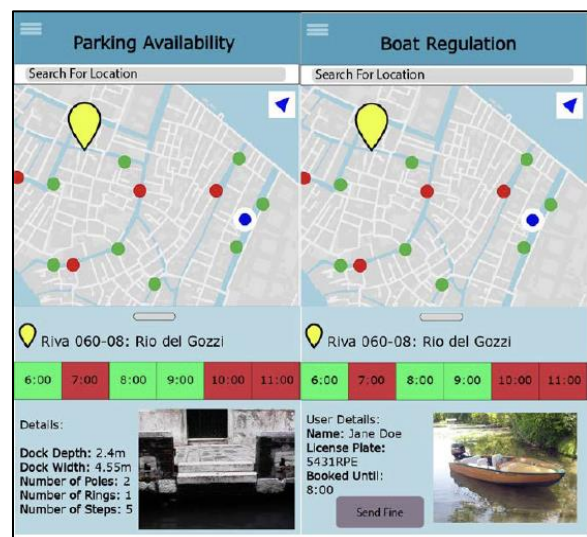 Parking Availability
Search For Location
Riva 060-08: Rio del Gozzi
6:00 7:00 8:00 9:00 10:00 11:00
Details:
Dock Depth: 2.4m
Dock Width: 4.55m
Number of Poles: 2
Number of Rings: 1
Number of Steps: 5
Boat Regulation
Search For Location
Riva 060-08: Rio del Gozzi
6:00 7:00 8:00 9:00 10:00 11:00
User Details:
Name: Jane Doe
License Plate:
5431RPE
Booked Until:
8:00
Send Fine